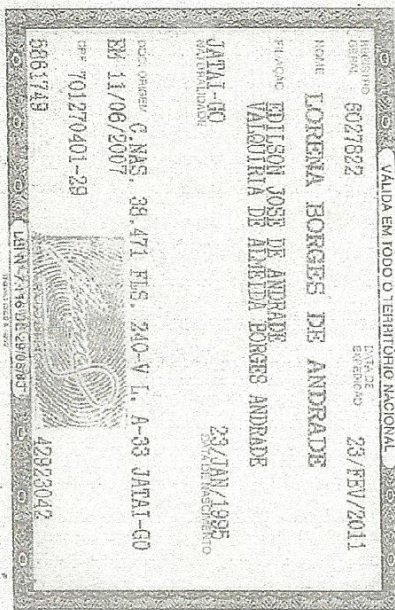 VÁLIDA EM TODO O TERRITÓRIO NACIONAL
REGISTRO GERAL 6027822 DATA DE EXPEDIÇÃO 23/FEV/2011
NOME LORENA BORGES DE ANDRADE
FILIAÇÃO EDILSON JOSE DE ANDRADE
VALQUIRIA DE ALMEIDA BORGES ANDRADE
NATURALIDADE JATAI-GO DATA DE NASCIMENTO 23/JAN/1995
DOC. ORIGEM C.NAS. 38.471 FLS. 240-V L. A-33 JATAI-GO
EM 11/06/2007
CPF 701270401-29
42923042
LEI Nº 7.116 DE 29/08/83